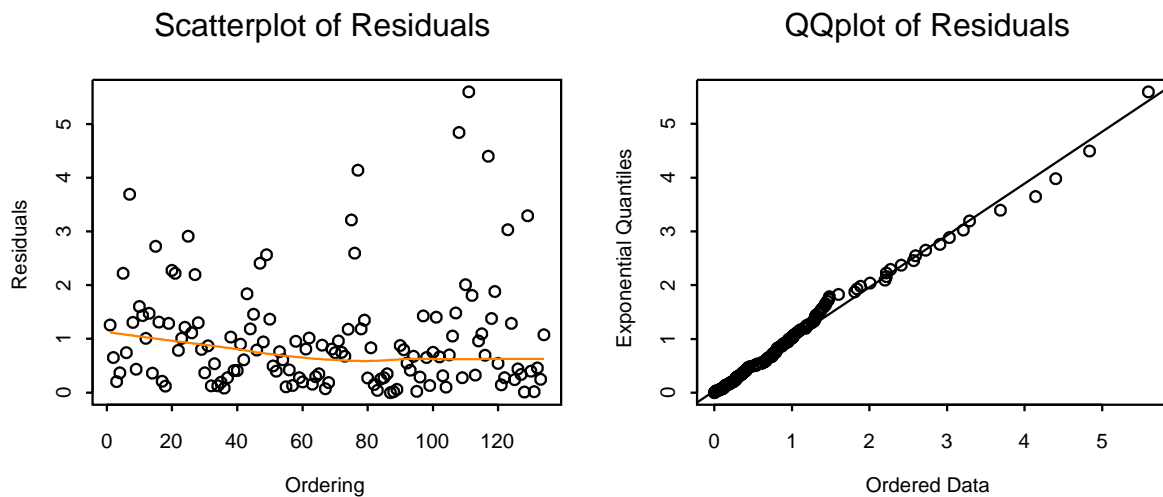 Scatterplot of Residuals
Residuals
5
4
3
2
1
0
0 20 40 60 80 100 120
Ordering
QQplot of Residuals
Exponential Quantiles
5
4
3
2
1
0
0 1 2 3 4 5
Ordered Data